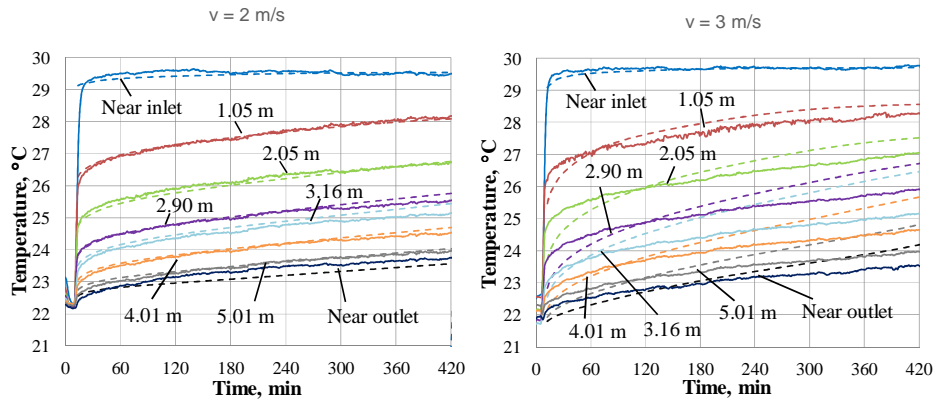 v = 2 m/s
Temperature, °C
30
29
28
27
26
25
24
23
22
21
Near inlet
1.05 m
2.05 m
2.90 m
3.16 m
4.01 m
5.01 m
Near outlet
0 60 120 180 240 300 360 420
Time, min
v = 3 m/s
Temperature, °C
30
29
28
27
26
25
24
23
22
21
Near inlet
1.05 m
2.90 m
2.05 m
4.01 m
3.16 m
5.01 m
Near outlet
0 60 120 180 240 300 360 420
Time, min